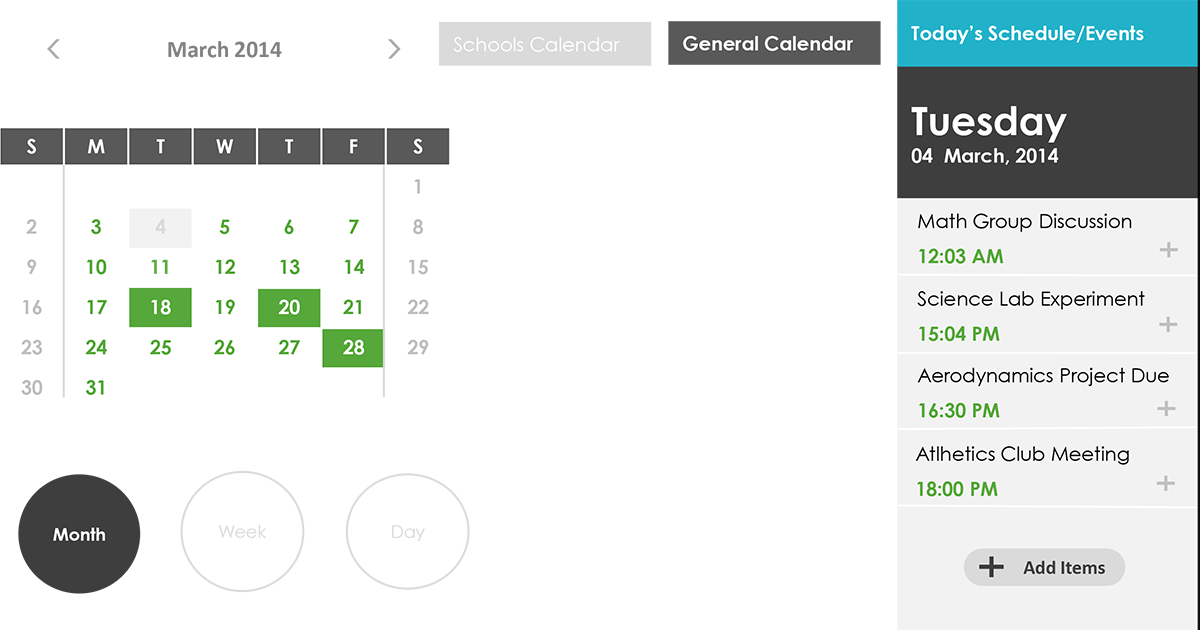 March 2014
Schools Calendar
General Calendar
S M T W T F S
1
2 3 4 5 6 7 8
9 10 11 12 13 14 15
16 17 18 19 20 21 22
23 24 25 26 27 28 29
30 31
Month
Week
Day
Today’s Schedule/Events
Tuesday
04 March, 2014
Math Group Discussion
12:03 AM
Science Lab Experiment
15:04 PM
Aerodynamics Project Due
16:30 PM
Atlhetics Club Meeting
18:00 PM
Add Items